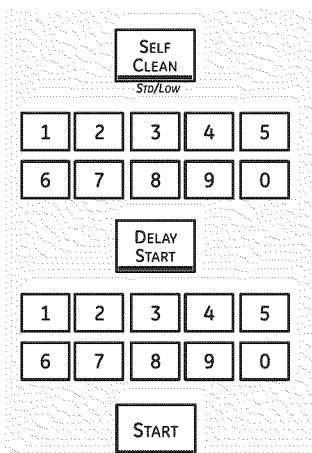 SELF
CLEAN
STD/LOW
1 2 3 4 5
6 7 8 9 0
DELAY
START
1 2 3 4 5
6 7 8 9 0
START